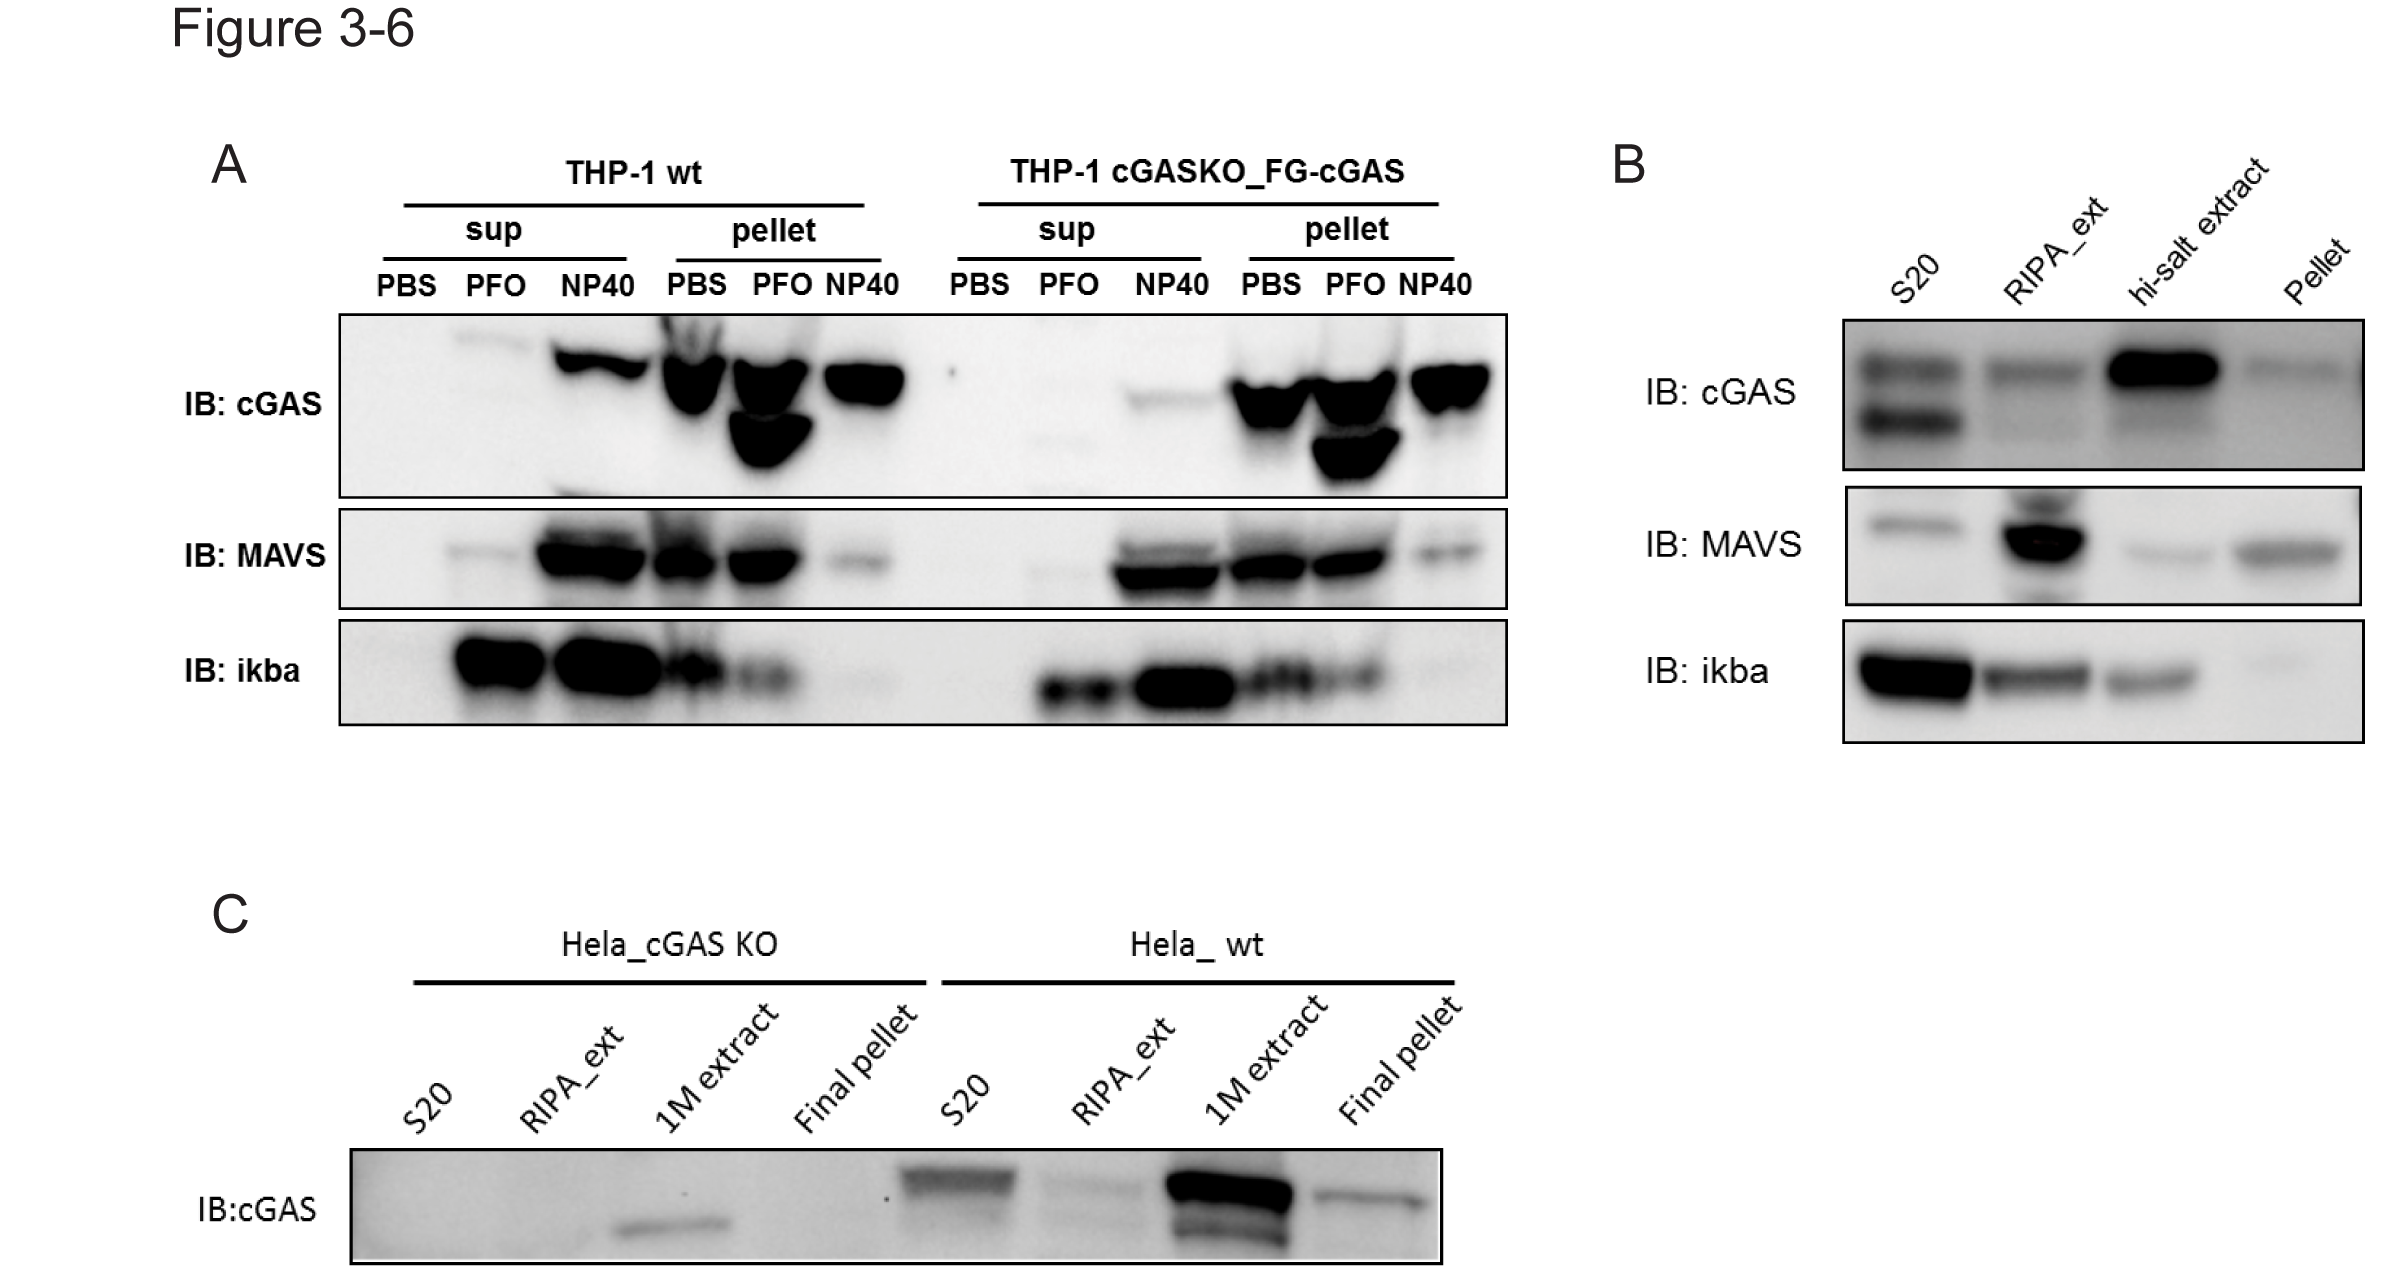 Figure 3-6
A
THP-1 wt
THP-1 cGASKO_FG-cGAS
sup
pellet
sup
pellet
PBS PFO NP40 PBS PFO NP40 PBS PFO NP40 PBS PFO NP40
IB: cGAS
IB: MAVS
IB: ikba
B
S20
RIPA_ext
hi-salt extract
Pellet
IB: cGAS
IB: MAVS
IB: ikba
C
Hela_cGAS KO
Hela_ wt
S20
RIPA_ext
1M extract
Final pellet
S20
RIPA_ext
1M extract
Final pellet
IB:cGAS